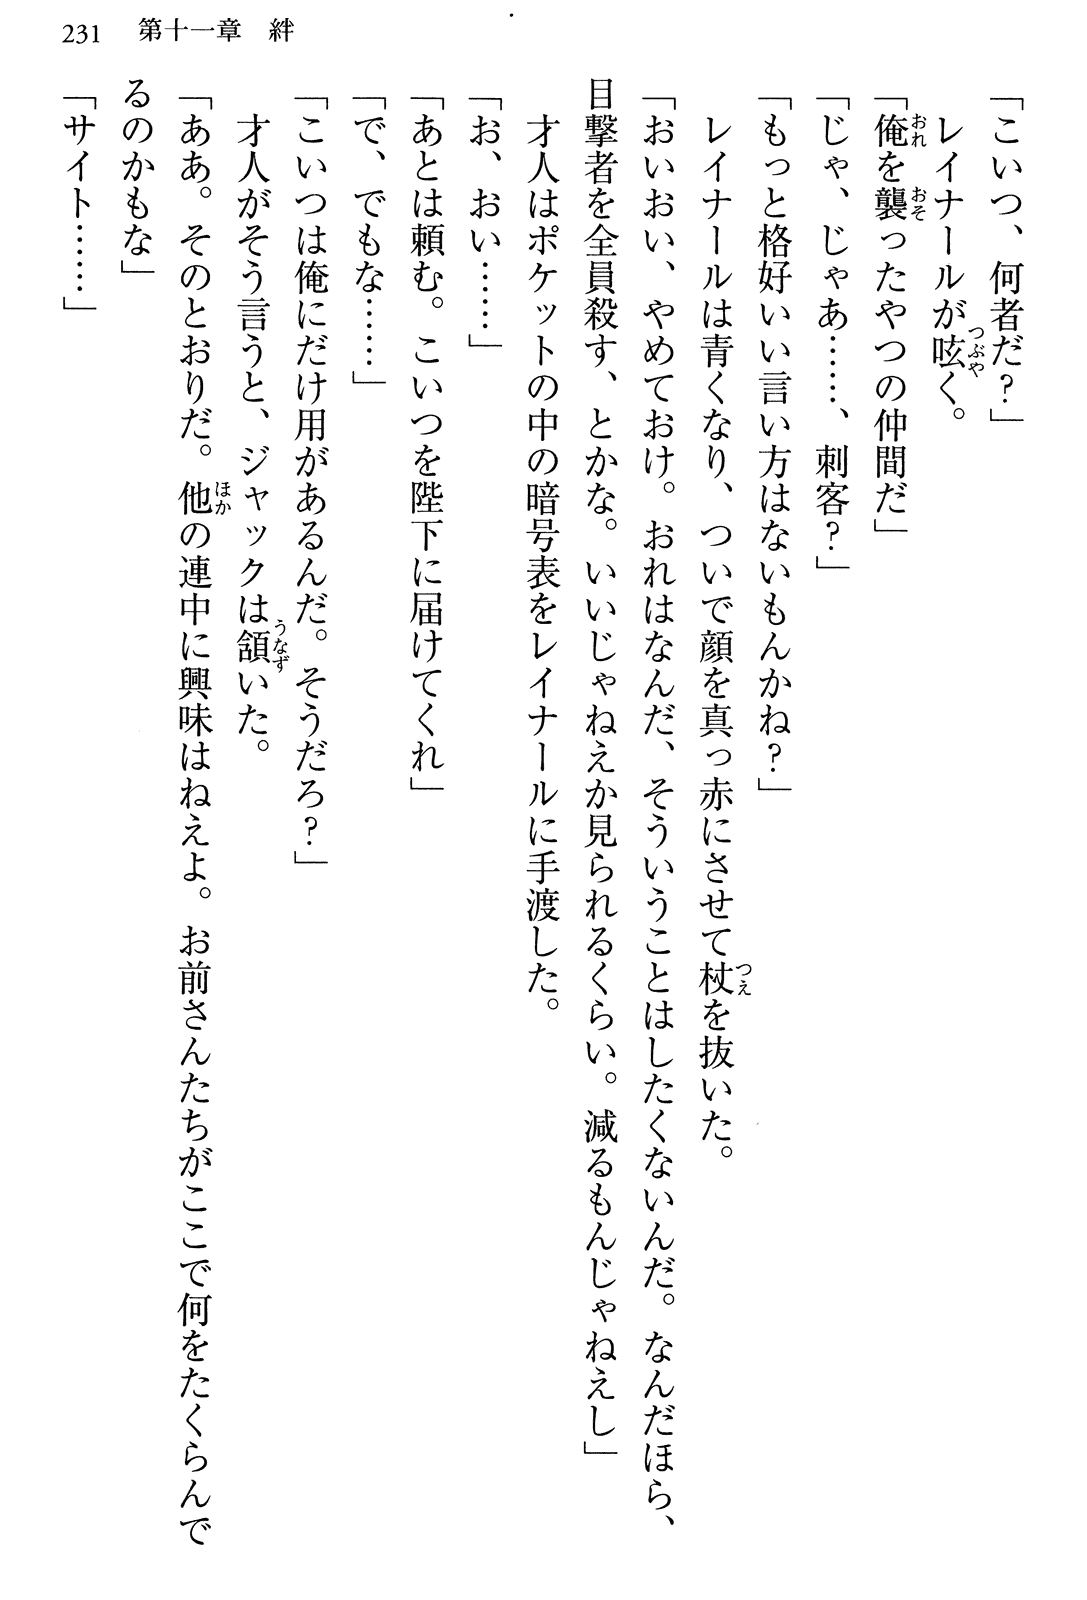 231　第十一章　絆
「こいつ、何者だ？」
レイナールが呟く。
「俺を襲ったやつの仲間だ」
「じゃ、じゃあ……、刺客？」
「もっと格好いい言い方はないもんかね？」
レイナールは青くなり、ついで顔を真っ赤にさせて杖を抜いた。
「おいおい、やめておけ。おれはなんだ、そういうことはしたくないんだ。なんだほら、
目撃者を全員殺す、とかな。いいじゃねえか見られるくらい。減るもんじゃねえし」
才人はポケットの中の暗号表をレイナールに手渡した。
「お、おい……」
「あとは頼む。こいつを陛下に届けてくれ」
「で、でもな……」
「こいつは俺にだけ用があるんだ。そうだろ？」
才人がそう言うと、ジャックは頷いた。
「ああ。そのとおりだ。他の連中に興味はねえよ。お前さんたちがここで何をたくらんで
るのかもな」
「サイト……」